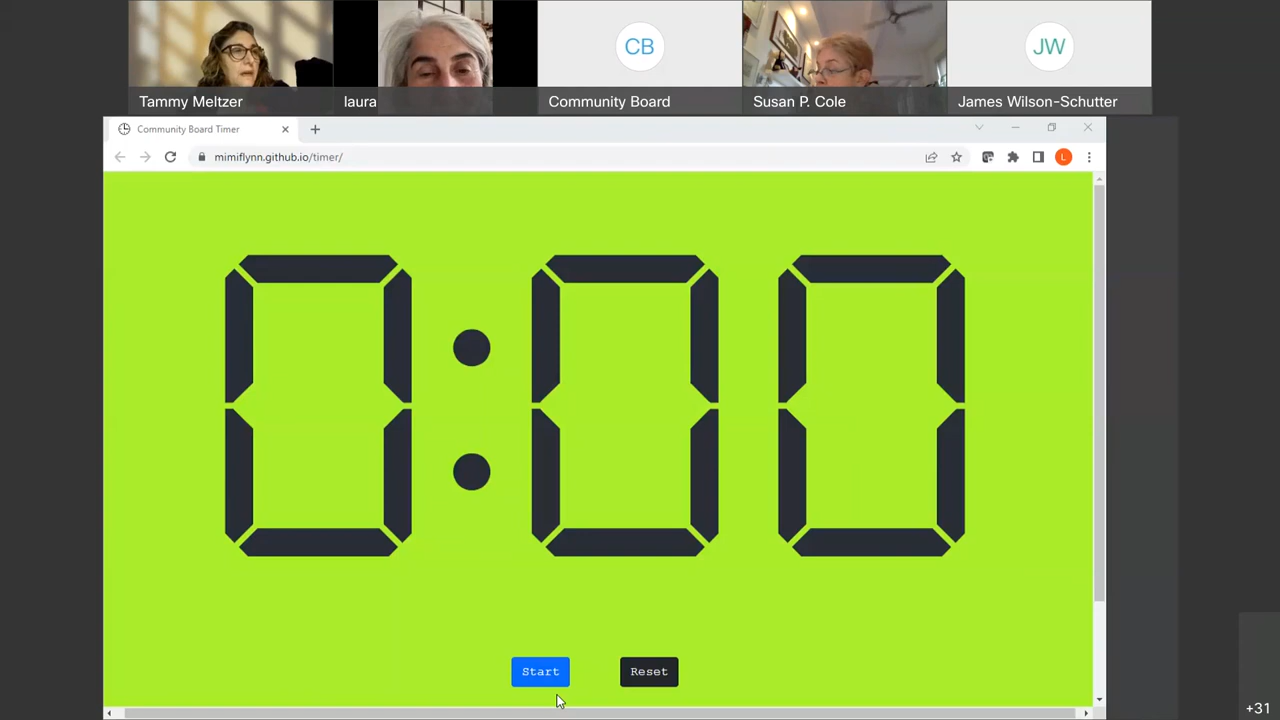 CB
JW
Tammy Meltzer
laura
Community Board
Susan P. Cole
James Wilson-Schutter
Community Board Timer
mimiflynn.github.io/timer/
L
0:00
Start
Reset
+31